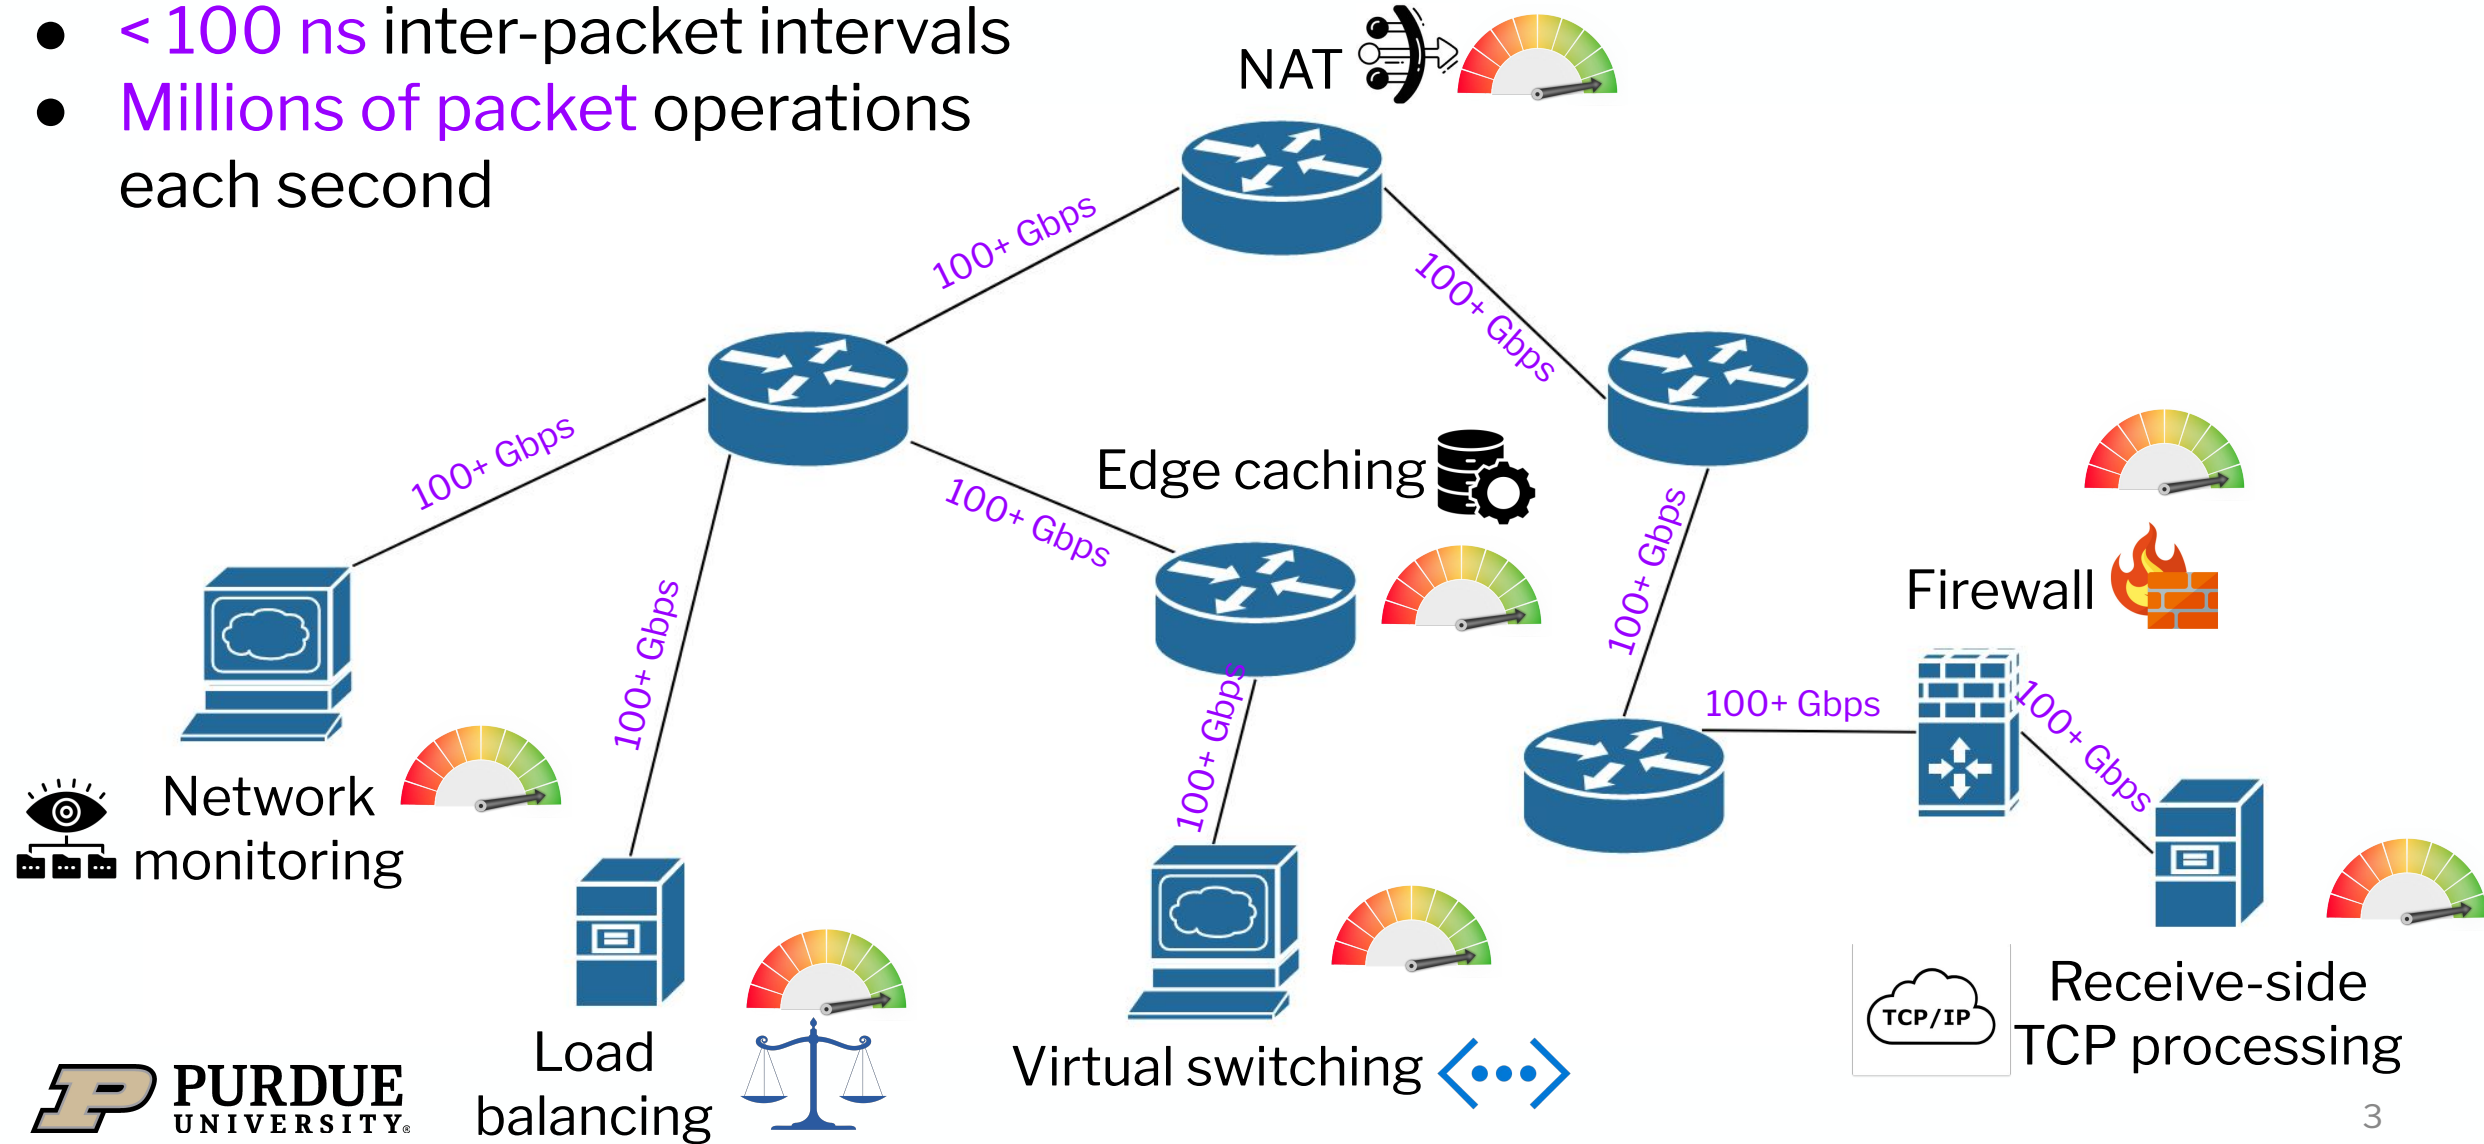 ● < 100 ns inter-packet intervals
● Millions of packet operations
each second
NAT
100+ Gbps
100+ Gbps
100+ Gbps
100+ Gbps
Edge caching
100+ Gbps
100+ Gbps
Firewall
100+ Gbps
100+ Gbps
100+ Gbps
100+ Gbps
Network
monitoring
Load
balancing
Virtual switching
TCP/IP
Receive-side
TCP processing
PURDUE
UNIVERSITY®
3